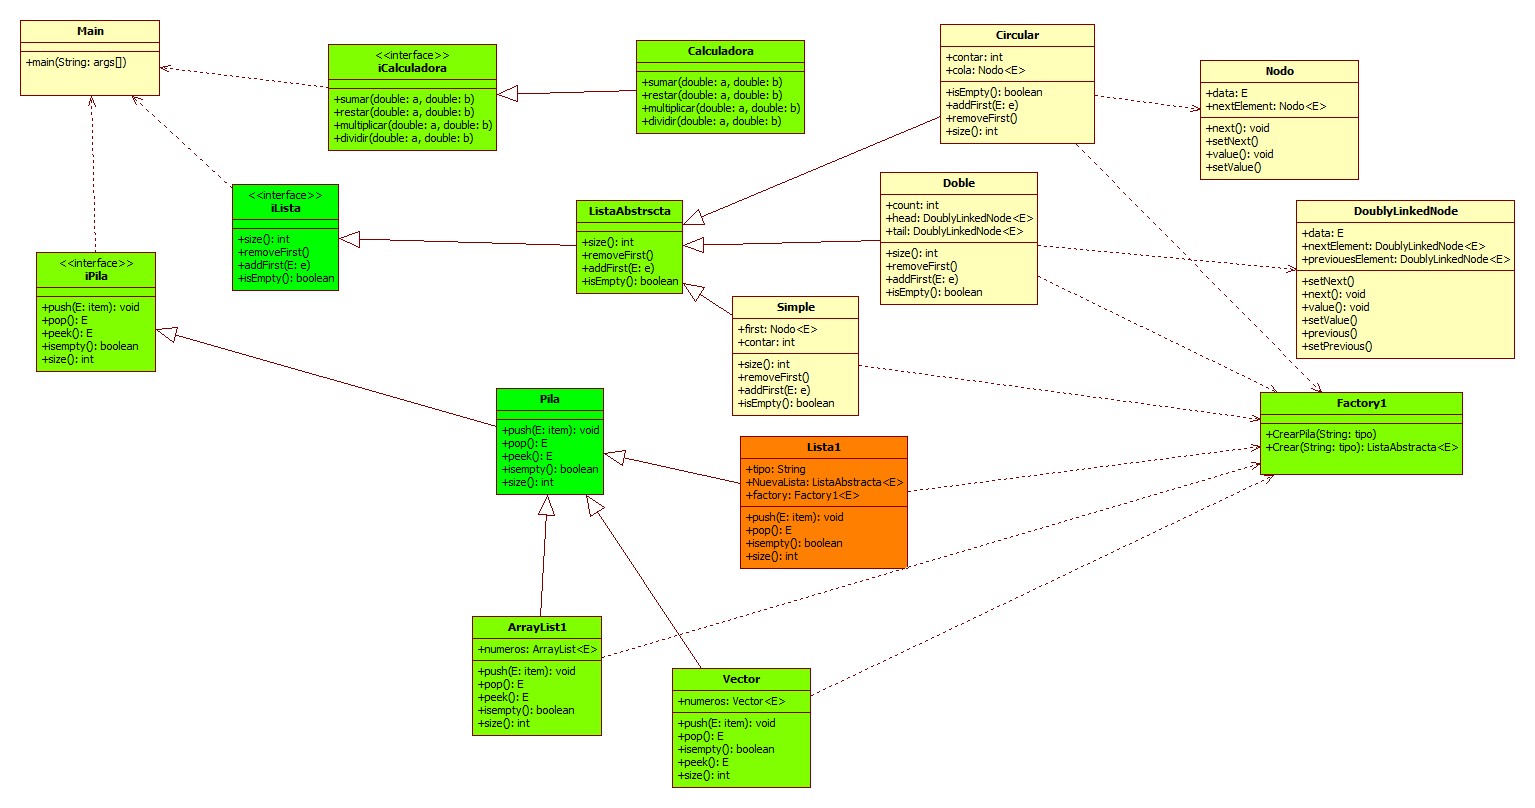 Main
+main(String: args[])
<<interface>>
iCalculadora
+sumar(double: a, double: b)
+restar(double: a, double: b)
+multiplicar(double: a, double: b)
+dividir(double: a, double: b)
Calculadora
+sumar(double: a, double: b)
+restar(double: a, double: b)
+multiplicar(double: a, double: b)
+dividir(double: a, double: b)
Circular
+contar: int
+cola: Nodo<E>
+isEmpty(): boolean
+addFirst(E: e)
+removeFirst()
+size(): int
Nodo
+data: E
+nextElement: Nodo<E>
+next(): void
+setNext()
+value(): void
+setValue()
<<interface>>
iLista
+size(): int
+removeFirst()
+addFirst(E: e)
+isEmpty(): boolean
ListaAbstrscta
+size(): int
+removeFirst()
+addFirst(E: e)
+isEmpty(): boolean
Doble
+count: int
+head: DoublyLinkedNode<E>
+tail: DoublyLinkedNode<E>
+size(): int
+removeFirst()
+addFirst(E: e)
+isEmpty(): boolean
DoublyLinkedNode
+data: E
+nextElement: DoublyLinkedNode<E>
+previouesElement: DoublyLinkedNode<E>
+setNext()
+next(): void
+value(): void
+setValue()
+previous()
+setPrevious()
<<interface>>
iPila
+push(E: item): void
+pop(): E
+peek(): E
+isempty(): boolean
+size(): int
Simple
+first: Nodo<E>
+contar: int
+size(): int
+removeFirst()
+addFirst(E: e)
+isEmpty(): boolean
Pila
+push(E: item): void
+pop(): E
+peek(): E
+isempty(): boolean
+size(): int
Lista1
+tipo: String
+NuevaLista: ListaAbstracta<E>
+factory: Factory1<E>
+push(E: item): void
+pop(): E
+isempty(): boolean
+size(): int
Factory1
+CrearPila(String: tipo)
+Crear(String: tipo): ListaAbstracta<E>
ArrayList1
+numeros: ArrayList<E>
+push(E: item): void
+pop(): E
+peek(): E
+isempty(): boolean
+size(): int
Vector
+numeros: Vector<E>
+push(E: item): void
+pop(): E
+isempty(): boolean
+peek(): E
+size(): int